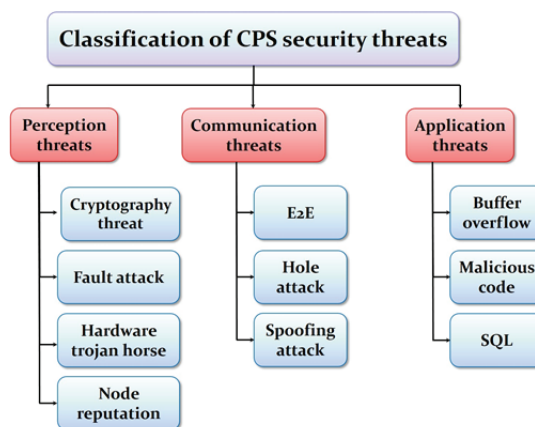 Classification of CPS security threats
Perception
threats
Communication
threats
Application
threats
Cryptography
threat
Fault attack
Hardware
trojan horse
Node
reputation
E2E
Hole
attack
Spoofing
attack
Buffer
overflow
Malicious
code
SQL